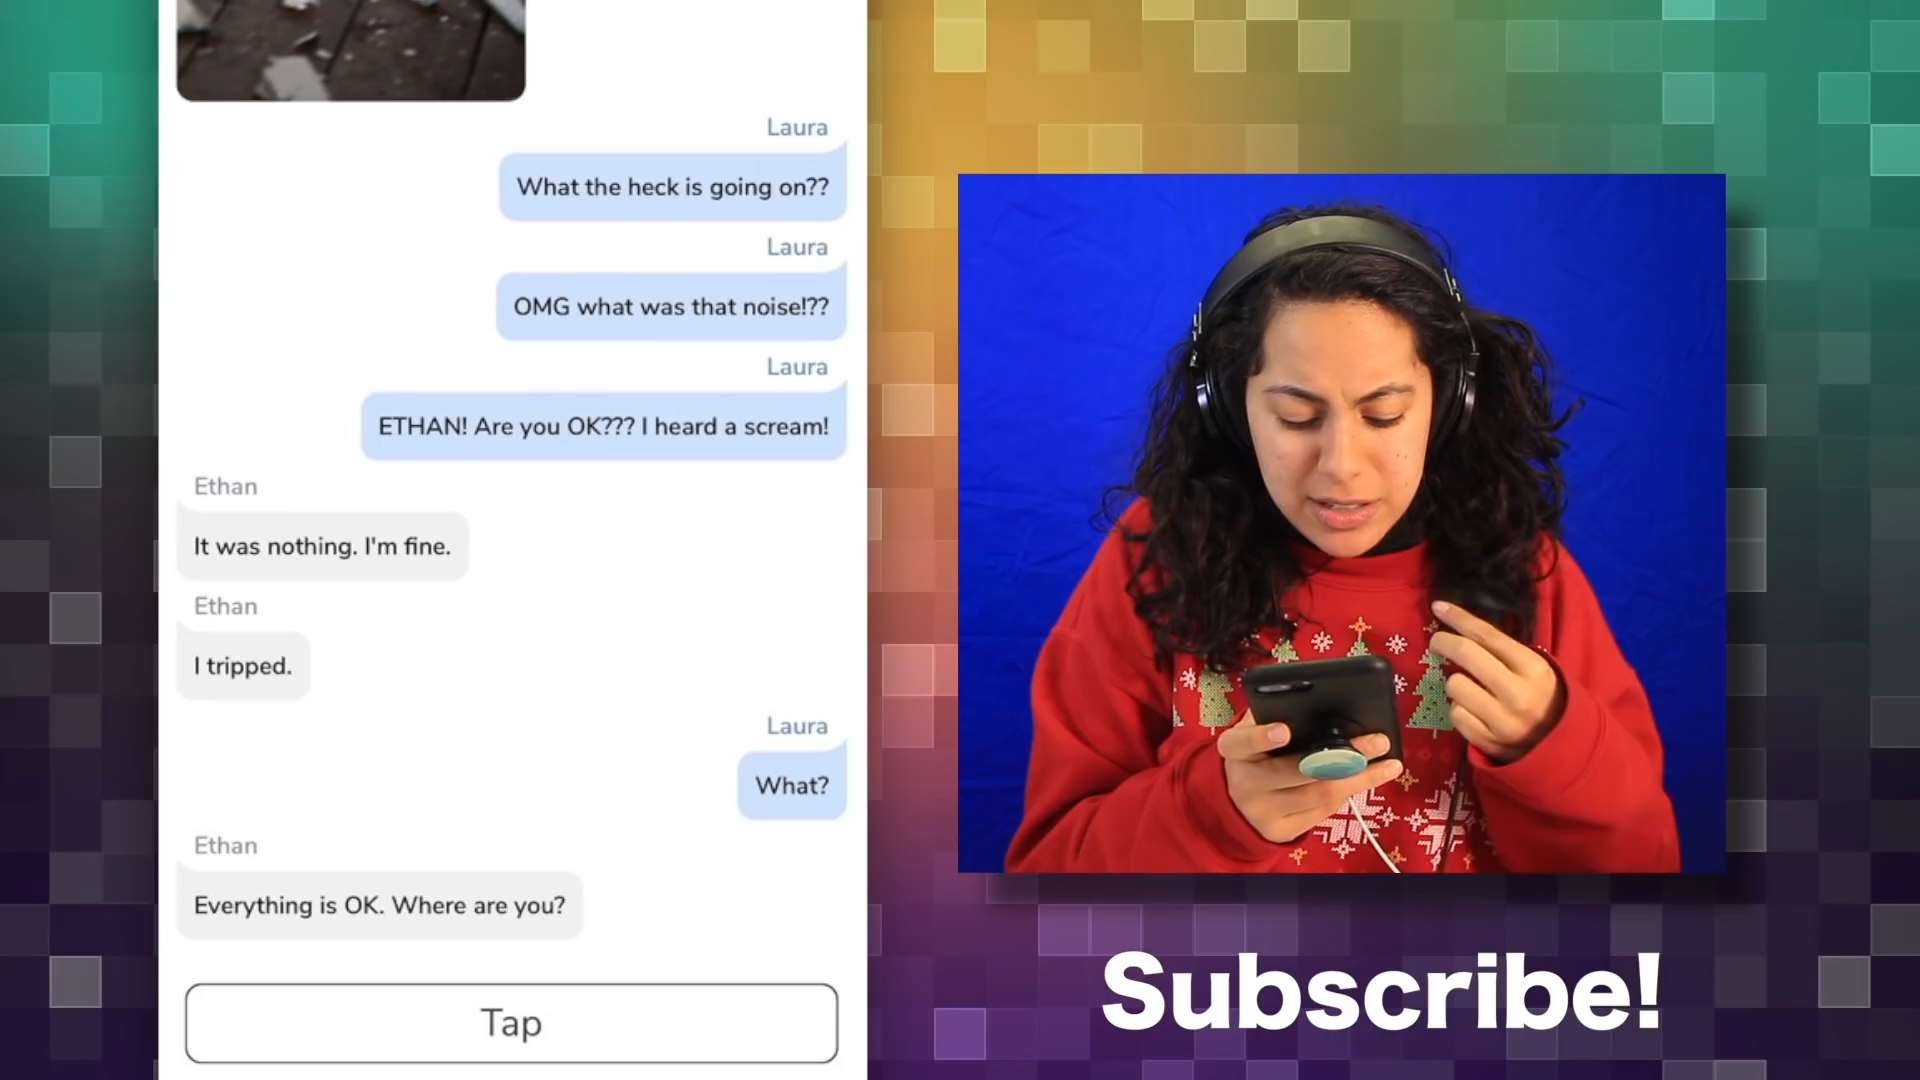 Laura
What the heck is going on??
Laura
OMG what was that noise!??
Laura
ETHAN! Are you OK??? I heard a scream!
Ethan
It was nothing. I'm fine.
Ethan
I tripped.
Laura
What?
Ethan
Everything is OK. Where are you?
Tap
Subscribe!